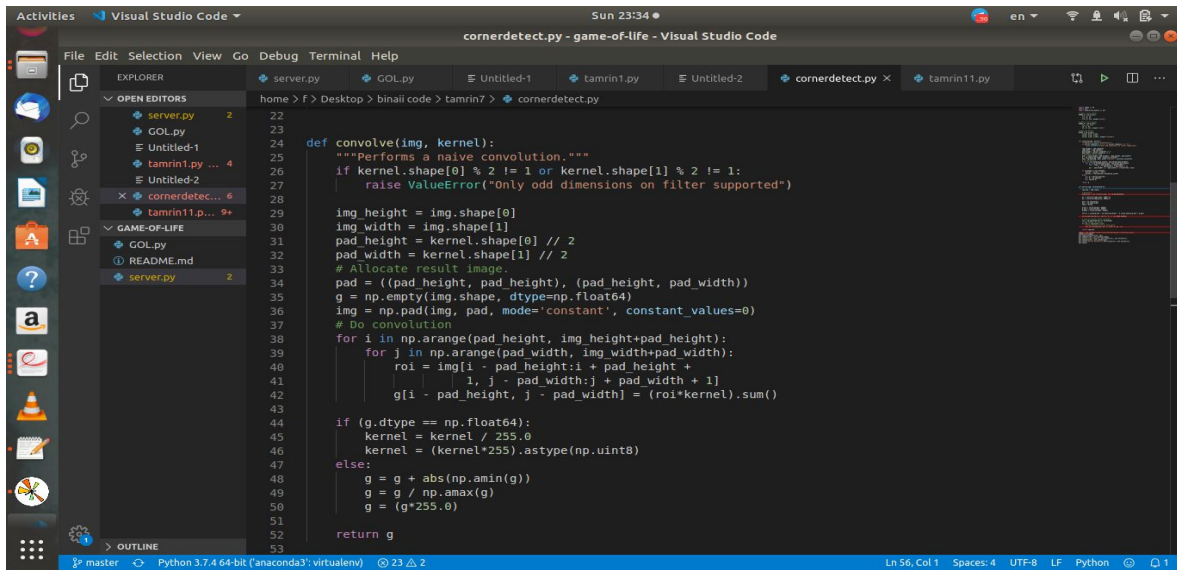 Activities Visual Studio Code Sun 23:34 en
cornerdetect.py - game-of-life - Visual Studio Code
File Edit Selection View Go Debug Terminal Help
EXPLORER
OPEN EDITORS
server.py 2
GOL.py
Untitled-1
tamrin1.py ... 4
Untitled-2
cornerdetec... 6
tamrin11.p... 9+
GAME-OF-LIFE
GOL.py
README.md
server.py 2
OUTLINE
server.py GOL.py Untitled-1 tamrin1.py Untitled-2 cornerdetect.py tamrin11.py
home > f > Desktop > binaii code > tamrin7 > cornerdetect.py
22
23
24 def convolve(img, kernel):
25 """Performs a naive convolution."""
26 if kernel.shape[0] % 2 != 1 or kernel.shape[1] % 2 != 1:
27 raise ValueError("Only odd dimensions on filter supported")
28
29 img_height = img.shape[0]
30 img_width = img.shape[1]
31 pad_height = kernel.shape[0] // 2
32 pad_width = kernel.shape[1] // 2
33 # Allocate result image.
34 pad = ((pad_height, pad_height), (pad_height, pad_width))
35 g = np.empty(img.shape, dtype=np.float64)
36 img = np.pad(img, pad, mode='constant', constant_values=0)
37 # Do convolution
38 for i in np.arange(pad_height, img_height+pad_height):
39 for j in np.arange(pad_width, img_width+pad_width):
40 roi = img[i - pad_height:i + pad_height +
41 1, j - pad_width:j + pad_width + 1]
42 g[i - pad_height, j - pad_width] = (roi*kernel).sum()
43
44 if (g.dtype == np.float64):
45 kernel = kernel / 255.0
46 kernel = (kernel*255).astype(np.uint8)
47 else:
48 g = g + abs(np.amin(g))
49 g = g / np.amax(g)
50 g = (g*255.0)
51
52 return g
53
master Python 3.7.4 64-bit ('anaconda3': virtualenv) 23 2 Ln 56, Col 1 Spaces: 4 UTF-8 LF Python 1